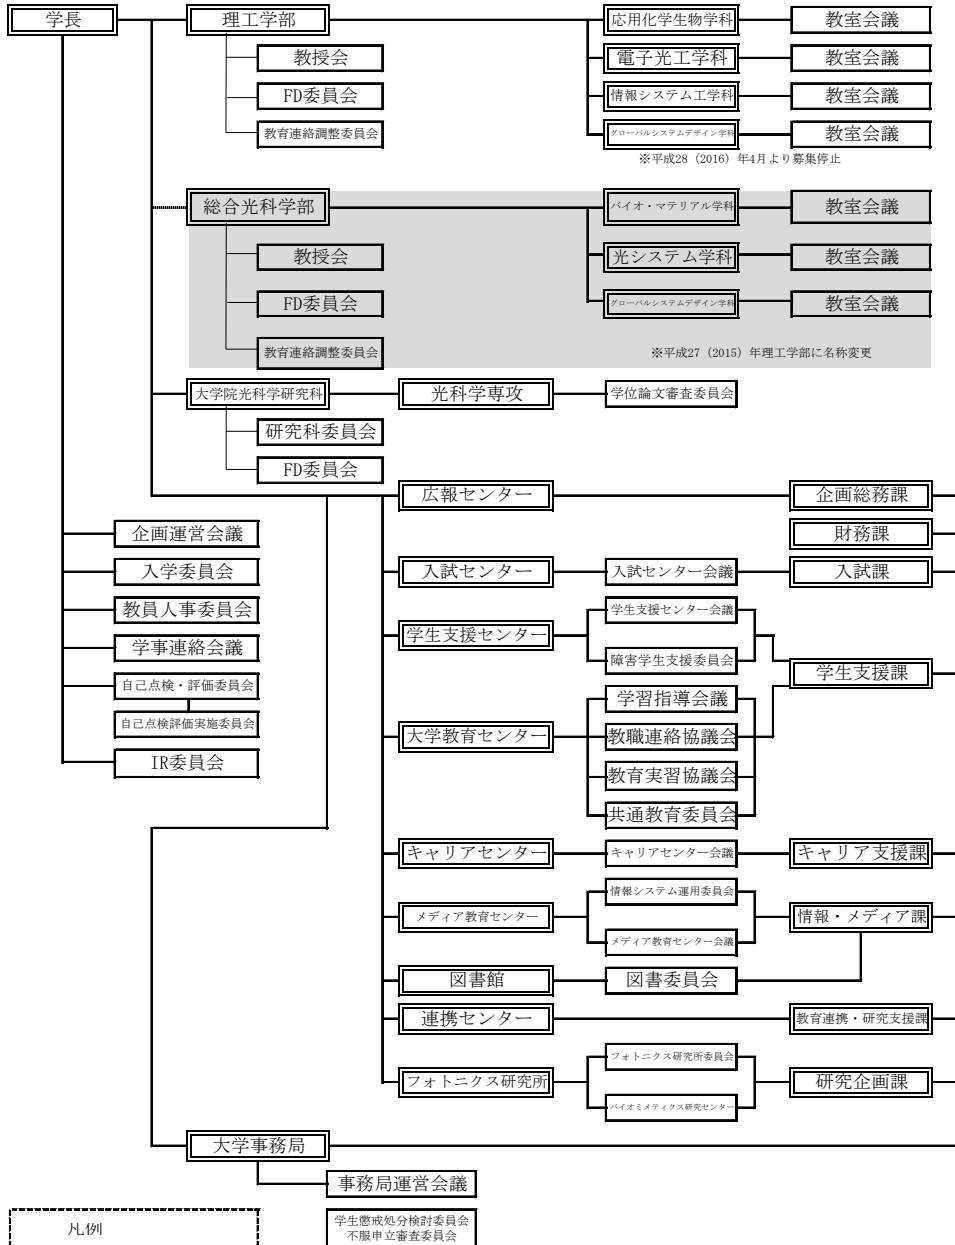 学長
理工学部
応用化学生物学科
教室会議
教授会
電子光工学科
教室会議
FD委員会
情報システム工学科
教室会議
教育連絡調整委員会
グローバルシステムデザイン学科
教室会議
※平成28（2016）年4月より募集停止
総合光科学部
バイオ・マテリアル学科
教室会議
教授会
光システム学科
教室会議
FD委員会
グローバルシステムデザイン学科
教室会議
教育連絡調整委員会
※平成27（2015）年理工学部に名称変更
大学院光科学研究科
光科学専攻
学位論文審査委員会
研究科委員会
FD委員会
広報センター
企画総務課
企画運営会議
財務課
入学委員会
入試センター
入試センター会議
入試課
教員人事委員会
学生支援センター
学生支援センター会議
学事連絡会議
障害学生支援委員会
学生支援課
自己点検・評価委員会
学習指導会議
自己点検評価実施委員会
大学教育センター
教職連絡協議会
IR委員会
教育実習協議会
共通教育委員会
キャリアセンター
キャリアセンター会議
キャリア支援課
情報システム運用委員会
メディア教育センター
情報・メディア課
メディア教育センター会議
図書館
図書委員会
連携センター
教育連携・研究支援課
フォトニクス研究所委員会
フォトニクス研究所
研究企画課
バイオミメティクス研究センター
大学事務局
事務局運営会議
凡例
学生懲戒処分検討委員会
不服申立審査委員会